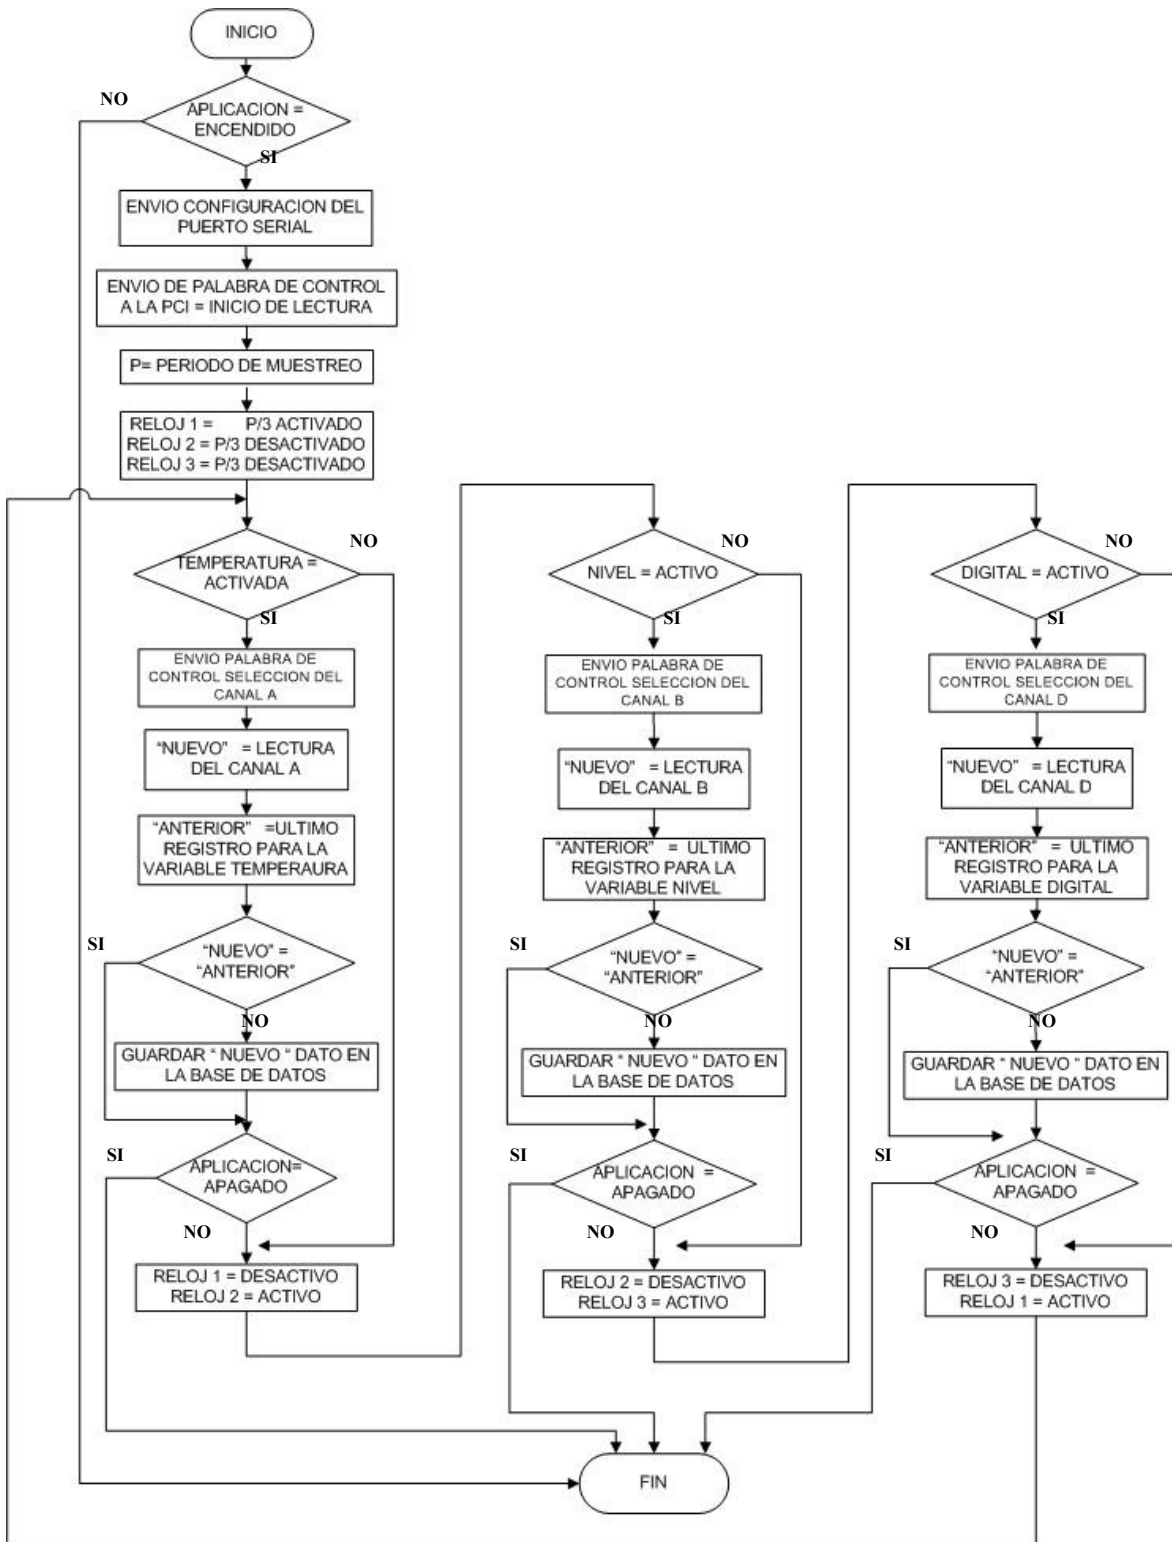 INICIO
NO
APLICACION =
ENCENDIDO
SI
ENVIO CONFIGURACION DEL
PUERTO SERIAL
ENVIO DE PALABRA DE CONTROL
A LA PCI = INICIO DE LECTURA
P= PERIODO DE MUESTREO
RELOJ 1 = P/3 ACTIVADO
RELOJ 2 = P/3 DESACTIVADO
RELOJ 3 = P/3 DESACTIVADO
TEMPERATURA =
ACTIVADA
NO
SI
ENVIO PALABRA DE
CONTROL SELECCION DEL
CANAL A
“NUEVO” = LECTURA
DEL CANAL A
“ANTERIOR” =ULTIMO
REGISTRO PARA LA
VARIABLE TEMPERAURA
SI
“NUEVO” =
“ANTERIOR”
NO
GUARDAR “ NUEVO “ DATO EN
LA BASE DE DATOS
SI
APLICACION=
APAGADO
NO
RELOJ 1 = DESACTIVO
RELOJ 2 = ACTIVO
NIVEL = ACTIVO
NO
SI
ENVIO PALABRA DE
CONTROL SELECCION DEL
CANAL B
“NUEVO” = LECTURA
DEL CANAL B
“ANTERIOR” = ULTIMO
REGISTRO PARA LA
VARIABLE NIVEL
SI
“NUEVO” =
“ANTERIOR”
NO
GUARDAR “ NUEVO “ DATO EN
LA BASE DE DATOS
SI
APLICACION =
APAGADO
NO
RELOJ 2 = DESACTIVO
RELOJ 3 = ACTIVO
DIGITAL = ACTIVO
NO
SI
ENVIO PALABRA DE
CONTROL SELECCION DEL
CANAL D
“NUEVO” = LECTURA
DEL CANAL D
“ANTERIOR” = ULTIMO
REGISTRO PARA LA
VARIABLE DIGITAL
SI
“NUEVO” =
“ANTERIOR”
NO
GUARDAR “ NUEVO “ DATO EN
LA BASE DE DATOS
SI
APLICACION =
APAGADO
NO
RELOJ 3 = DESACTIVO
RELOJ 1 = ACTIVO
FIN